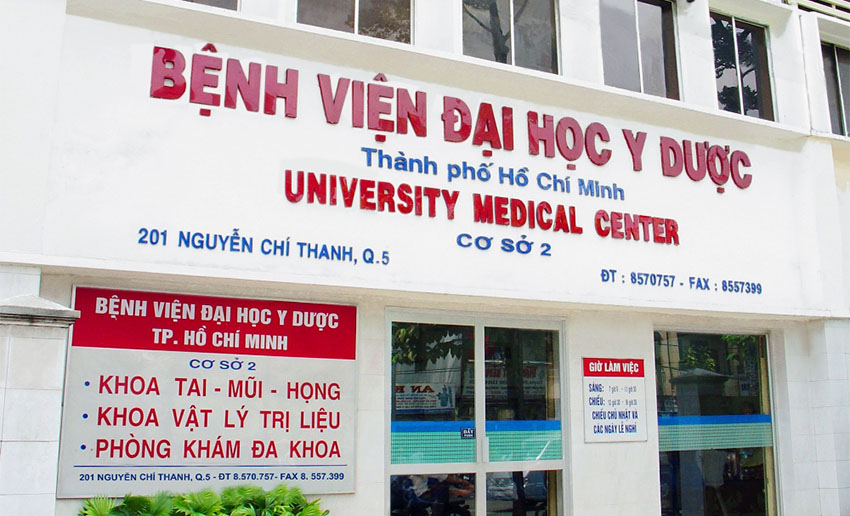 BỆNH VIỆN ĐẠI HỌC Y DƯỢC
Thành phố Hồ Chí Minh
UNIVERSITY MEDICAL CENTER
CƠ SỞ 2
201 NGUYỄN CHÍ THANH, Q.5
ĐT : 8570757 - FAX : 8557399
BỆNH VIỆN ĐẠI HỌC Y DƯỢC
TP. HỒ CHÍ MINH
CƠ SỞ 2
· KHOA TAI - MŨI - HỌNG
· KHOA VẬT LÝ TRỊ LIỆU
· PHÒNG KHÁM ĐA KHOA
201 NGUYỄN CHÍ THANH, Q.5 - ĐT 8.570.757- FAX 8. 557.399
GIỜ LÀM VIỆC
SÁNG:
CHIỀU:
CHIỀU CHỦ NHẬT VÀ
CÁC NGÀY LỄ NGHỈ